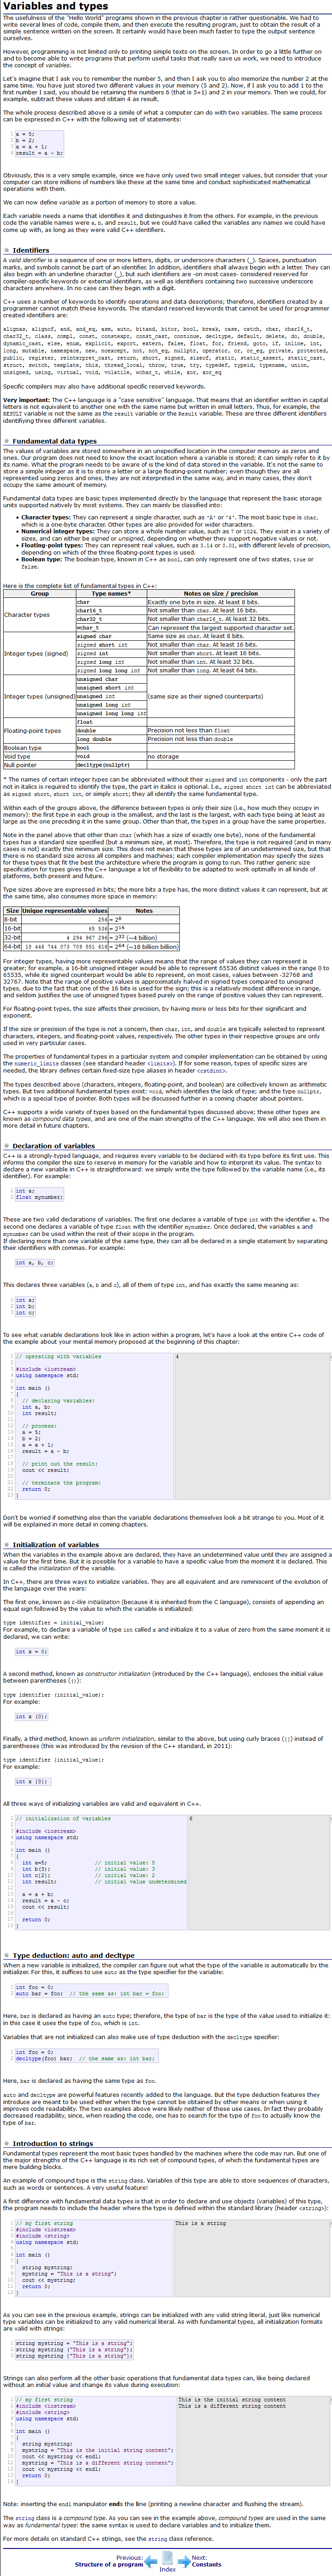 Variables and types
The usefulness of the "Hello World" programs shown in the previous chapter is rather questionable. We had to
write several lines of code, compile them, and then execute the resulting program, just to obtain the result of a
simple sentence written on the screen. It certainly would have been much faster to type the output sentence
ourselves.
However, programming is not limited only to printing simple texts on the screen. In order to go a little further on
and to become able to write programs that perform useful tasks that really save us work, we need to introduce
the concept of variables.
Let's imagine that I ask you to remember the number 5, and then I ask you to also memorize the number 2 at the
same time. You have just stored two different values in your memory (5 and 2). Now, if I ask you to add 1 to the
first number I said, you should be retaining the numbers 6 (that is 5+1) and 2 in your memory. Then we could, for
example, subtract these values and obtain 4 as result.
The whole process described above is a simile of what a computer can do with two variables. The same process
can be expressed in C++ with the following set of statements:
1 a = 5;
2 b = 2;
3 a = a + 1;
4 result = a - b;
Obviously, this is a very simple example, since we have only used two small integer values, but consider that your
computer can store millions of numbers like these at the same time and conduct sophisticated mathematical
operations with them.
We can now define variable as a portion of memory to store a value.
Each variable needs a name that identifies it and distinguishes it from the others. For example, in the previous
code the variable names were a, b, and result, but we could have called the variables any names we could have
come up with, as long as they were valid C++ identifiers.
Identifiers
A valid identifier is a sequence of one or more letters, digits, or underscore characters (_). Spaces, punctuation
marks, and symbols cannot be part of an identifier. In addition, identifiers shall always begin with a letter. They can
also begin with an underline character (_), but such identifiers are -on most cases- considered reserved for
compiler-specific keywords or external identifiers, as well as identifiers containing two successive underscore
characters anywhere. In no case can they begin with a digit.
C++ uses a number of keywords to identify operations and data descriptions; therefore, identifiers created by a
programmer cannot match these keywords. The standard reserved keywords that cannot be used for programmer
created identifiers are:
alignas, alignof, and, and_eq, asm, auto, bitand, bitor, bool, break, case, catch, char, char16_t,
char32_t, class, compl, const, constexpr, const_cast, continue, decltype, default, delete, do, double,
dynamic_cast, else, enum, explicit, export, extern, false, float, for, friend, goto, if, inline, int,
long, mutable, namespace, new, noexcept, not, not_eq, nullptr, operator, or, or_eq, private, protected,
public, register, reinterpret_cast, return, short, signed, sizeof, static, static_assert, static_cast,
struct, switch, template, this, thread_local, throw, true, try, typedef, typeid, typename, union,
unsigned, using, virtual, void, volatile, wchar_t, while, xor, xor_eq
Specific compilers may also have additional specific reserved keywords.
Very important: The C++ language is a "case sensitive" language. That means that an identifier written in capital
letters is not equivalent to another one with the same name but written in small letters. Thus, for example, the
RESULT variable is not the same as the result variable or the Result variable. These are three different identifiers
identifiying three different variables.
Fundamental data types
The values of variables are stored somewhere in an unspecified location in the computer memory as zeros and
ones. Our program does not need to know the exact location where a variable is stored; it can simply refer to it by
its name. What the program needs to be aware of is the kind of data stored in the variable. It's not the same to
store a simple integer as it is to store a letter or a large floating-point number; even though they are all
represented using zeros and ones, they are not interpreted in the same way, and in many cases, they don't
occupy the same amount of memory.
Fundamental data types are basic types implemented directly by the language that represent the basic storage
units supported natively by most systems. They can mainly be classified into:
Character types: They can represent a single character, such as 'A' or '$'. The most basic type is char,
which is a one-byte character. Other types are also provided for wider characters.
Numerical integer types: They can store a whole number value, such as 7 or 1024. They exist in a variety of
sizes, and can either be signed or unsigned, depending on whether they support negative values or not.
Floating-point types: They can represent real values, such as 3.14 or 0.01, with different levels of precision,
depending on which of the three floating-point types is used.
Boolean type: The boolean type, known in C++ as bool, can only represent one of two states, true or
false.
Here is the complete list of fundamental types in C++:
Group Type names* Notes on size / precision
Character types char Exactly one byte in size. At least 8 bits.
char16_t Not smaller than char. At least 16 bits.
char32_t Not smaller than char16_t. At least 32 bits.
wchar_t Can represent the largest supported character set.
Integer types (signed) signed char Same size as char. At least 8 bits.
signed short int Not smaller than char. At least 16 bits.
signed int Not smaller than short. At least 16 bits.
signed long int Not smaller than int. At least 32 bits.
signed long long int Not smaller than long. At least 64 bits.
Integer types (unsigned) unsigned char (same size as their signed counterparts)
unsigned short int
unsigned int
unsigned long int
unsigned long long int
Floating-point types float
double Precision not less than float
long double Precision not less than double
Boolean type bool
Void type void no storage
Null pointer decltype(nullptr)
* The names of certain integer types can be abbreviated without their signed and int components - only the part
not in italics is required to identify the type, the part in italics is optional. I.e., signed short int can be abbreviated
as signed short, short int, or simply short; they all identify the same fundamental type.
Within each of the groups above, the difference between types is only their size (i.e., how much they occupy in
memory): the first type in each group is the smallest, and the last is the largest, with each type being at least as
large as the one preceding it in the same group. Other than that, the types in a group have the same properties.
Note in the panel above that other than char (which has a size of exactly one byte), none of the fundamental
types has a standard size specified (but a minimum size, at most). Therefore, the type is not required (and in many
cases is not) exactly this minimum size. This does not mean that these types are of an undetermined size, but that
there is no standard size across all compilers and machines; each compiler implementation may specify the sizes
for these types that fit the best the architecture where the program is going to run. This rather generic size
specification for types gives the C++ language a lot of flexibility to be adapted to work optimally in all kinds of
platforms, both present and future.
Type sizes above are expressed in bits; the more bits a type has, the more distinct values it can represent, but at
the same time, also consumes more space in memory:
Size Unique representable values Notes
8-bit 256 = 2^8
16-bit 65 536 = 2^16
32-bit 4 294 967 296 = 2^32 (~4 billion)
64-bit 18 446 744 073 709 551 616 = 2^64 (~18 billion billion)
For integer types, having more representable values means that the range of values they can represent is
greater; for example, a 16-bit unsigned integer would be able to represent 65536 distinct values in the range 0 to
65535, while its signed counterpart would be able to represent, on most cases, values between -32768 and
32767. Note that the range of positive values is approximately halved in signed types compared to unsigned
types, due to the fact that one of the 16 bits is used for the sign; this is a relatively modest difference in range,
and seldom justifies the use of unsigned types based purely on the range of positive values they can represent.
For floating-point types, the size affects their precision, by having more or less bits for their significant and
exponent.
If the size or precision of the type is not a concern, then char, int, and double are typically selected to represent
characters, integers, and floating-point values, respectively. The other types in their respective groups are only
used in very particular cases.
The properties of fundamental types in a particular system and compiler implementation can be obtained by using
the numeric_limits classes (see standard header <limits>). If for some reason, types of specific sizes are
needed, the library defines certain fixed-size type aliases in header <cstdint>.
The types described above (characters, integers, floating-point, and boolean) are collectively known as arithmetic
types. But two additional fundamental types exist: void, which identifies the lack of type; and the type nullptr,
which is a special type of pointer. Both types will be discussed further in a coming chapter about pointers.
C++ supports a wide variety of types based on the fundamental types discussed above; these other types are
known as compound data types, and are one of the main strengths of the C++ language. We will also see them in
more detail in future chapters.
Declaration of variables
C++ is a strongly-typed language, and requires every variable to be declared with its type before its first use. This
informs the compiler the size to reserve in memory for the variable and how to interpret its value. The syntax to
declare a new variable in C++ is straightforward: we simply write the type followed by the variable name (i.e., its
identifier). For example:
1 int a;
2 float mynumber;
These are two valid declarations of variables. The first one declares a variable of type int with the identifier a. The
second one declares a variable of type float with the identifier mynumber. Once declared, the variables a and
mynumber can be used within the rest of their scope in the program.
If declaring more than one variable of the same type, they can all be declared in a single statement by separating
their identifiers with commas. For example:
int a, b, c;
This declares three variables (a, b and c), all of them of type int, and has exactly the same meaning as:
1 int a;
2 int b;
3 int c;
To see what variable declarations look like in action within a program, let's have a look at the entire C++ code of
the example about your mental memory proposed at the beginning of this chapter:
1 // operating with variables
2
3 #include <iostream>
4 using namespace std;
5
6 int main ()
7 {
8 // declaring variables:
9 int a, b;
10 int result;
11
12 // process:
13 a = 5;
14 b = 2;
15 a = a + 1;
16 result = a - b;
17
18 // print out the result:
19 cout << result;
20
21 // terminate the program:
22 return 0;
23 }
4
Don't be worried if something else than the variable declarations themselves look a bit strange to you. Most of it
will be explained in more detail in coming chapters.
Initialization of variables
When the variables in the example above are declared, they have an undetermined value until they are assigned a
value for the first time. But it is possible for a variable to have a specific value from the moment it is declared. This
is called the initialization of the variable.
In C++, there are three ways to initialize variables. They are all equivalent and are reminiscent of the evolution of
the language over the years:
The first one, known as c-like initialization (because it is inherited from the C language), consists of appending an
equal sign followed by the value to which the variable is initialized:
type identifier = initial_value;
For example, to declare a variable of type int called x and initialize it to a value of zero from the same moment it is
declared, we can write:
int x = 0;
A second method, known as constructor initialization (introduced by the C++ language), encloses the initial value
between parentheses (()):
type identifier (initial_value);
For example:
int x (0);
Finally, a third method, known as uniform initialization, similar to the above, but using curly braces ({}) instead of
parentheses (this was introduced by the revision of the C++ standard, in 2011):
type identifier {initial_value};
For example:
int x {0};
All three ways of initializing variables are valid and equivalent in C++.
1 // initialization of variables
2
3 #include <iostream>
4 using namespace std;
5
6 int main ()
7 {
8 int a=5; // initial value: 5
9 int b(3); // initial value: 3
10 int c{2}; // initial value: 2
11 int result; // initial value undetermined
12
13 a = a + b;
14 result = a - c;
15 cout << result;
16
17 return 0;
18 }
6
Type deduction: auto and decltype
When a new variable is initialized, the compiler can figure out what the type of the variable is automatically by the
initializer. For this, it suffices to use auto as the type specifier for the variable:
1 int foo = 0;
2 auto bar = foo; // the same as: int bar = foo;
Here, bar is declared as having an auto type; therefore, the type of bar is the type of the value used to initialize it:
in this case it uses the type of foo, which is int.
Variables that are not initialized can also make use of type deduction with the decltype specifier:
1 int foo = 0;
2 decltype(foo) bar; // the same as: int bar;
Here, bar is declared as having the same type as foo.
auto and decltype are powerful features recently added to the language. But the type deduction features they
introduce are meant to be used either when the type cannot be obtained by other means or when using it
improves code readability. The two examples above were likely neither of these use cases. In fact they probably
decreased readability, since, when reading the code, one has to search for the type of foo to actually know the
type of bar.
Introduction to strings
Fundamental types represent the most basic types handled by the machines where the code may run. But one of
the major strengths of the C++ language is its rich set of compound types, of which the fundamental types are
mere building blocks.
An example of compound type is the string class. Variables of this type are able to store sequences of characters,
such as words or sentences. A very useful feature!
A first difference with fundamental data types is that in order to declare and use objects (variables) of this type,
the program needs to include the header where the type is defined within the standard library (header <string>):
1 // my first string
2 #include <iostream>
3 #include <string>
4 using namespace std;
5
6 int main ()
7 {
8 string mystring;
9 mystring = "This is a string";
10 cout << mystring;
11 return 0;
12 }
This is a string
As you can see in the previous example, strings can be initialized with any valid string literal, just like numerical
type variables can be initialized to any valid numerical literal. As with fundamental types, all initialization formats
are valid with strings:
1 string mystring = "This is a string";
2 string mystring ("This is a string");
3 string mystring {"This is a string"};
Strings can also perform all the other basic operations that fundamental data types can, like being declared
without an initial value and change its value during execution:
1 // my first string
2 #include <iostream>
3 #include <string>
4 using namespace std;
5
6 int main ()
7 {
8 string mystring;
9 mystring = "This is the initial string content";
10 cout << mystring << endl;
11 mystring = "This is a different string content";
12 cout << mystring << endl;
13 return 0;
14 }
This is the initial string content
This is a different string content
Note: inserting the endl manipulator ends the line (printing a newline character and flushing the stream).
The string class is a compound type. As you can see in the example above, compound types are used in the same
way as fundamental types: the same syntax is used to declare variables and to initialize them.
For more details on standard C++ strings, see the string class reference.
Previous:
Structure of a program
Index
Next:
Constants